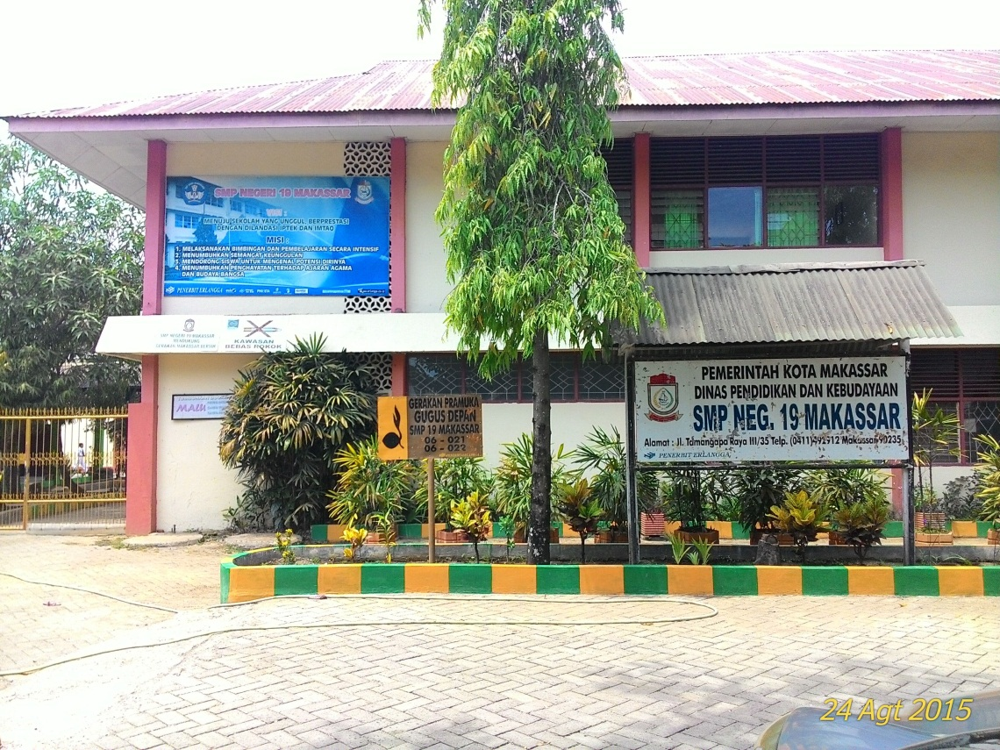 SMP NEGERI 19 MAKASSAR
VISI :
MENUJU SEKOLAH YANG UNGGUL, BERPRESTASI
DENGAN DILANDASI IPTEK DAN IMTAQ
MISI :
1. MELAKSANAKAN BIMBINGAN DAN PEMBELAJARAN SECARA INTENSIF
2. MENUMBUHKAN SEMANGAT KEUNGGULAN
3. MENDORONG SISWA UNTUK MENGENAL POTENSI DIRINYA
4. MENUMBUHKAN PENGHAYATAN TERHADAP AJARAN AGAMA
DAN BUDAYA BANGSA
PENERBIT ERLANGGA
SMP NEGERI 19 MAKASSAR
MENDUKUNG
GERAKAN MAKASSAR BERSIH
KAWASAN
BEBAS ROKOK
MALU
GERAKAN PRAMUKA
GUGUS DEPAN
SMP 19 MAKASSAR
06 - 021
06 - 022
PEMERINTAH KOTA MAKASSAR
DINAS PENDIDIKAN DAN KEBUDAYAAN
SMP NEG. 19 MAKASSAR
Alamat : Jl. Tamangapa Raya III/35 Telp. (0411)492912 Makassar 90235
PENERBIT ERLANGGA
24 Agt 2015